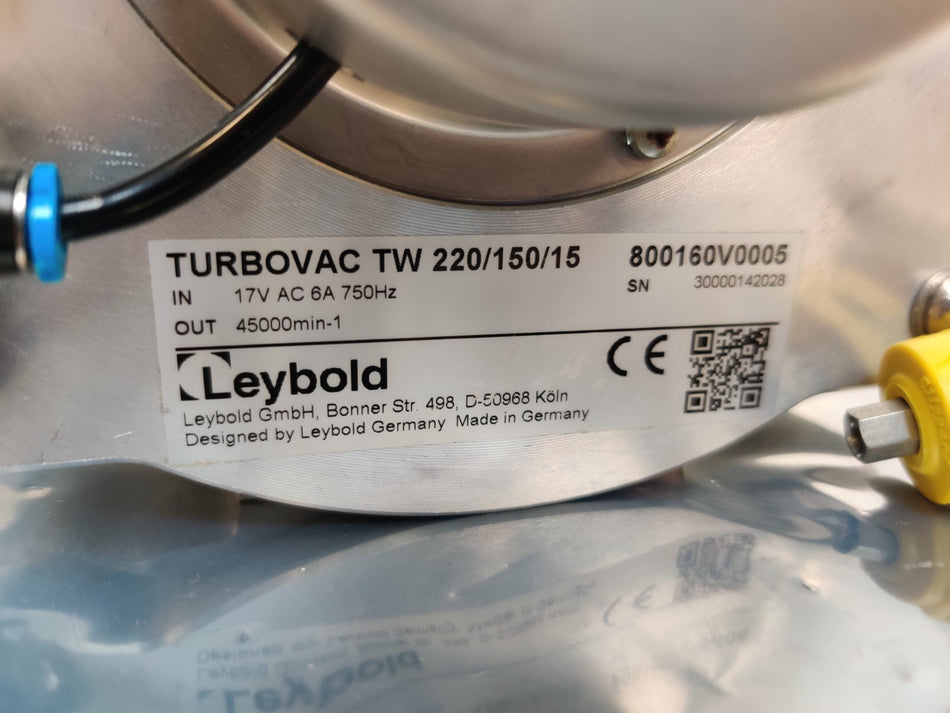 TURBOVAC TW 220/150/15 800160V0005
IN 17V AC 6A 750Hz SN 30000142028
OUT 45000min-1
Leybold CE
Leybold GmbH, Bonner Str. 498, D-50968 Köln
Designed by Leybold Germany Made in Germany